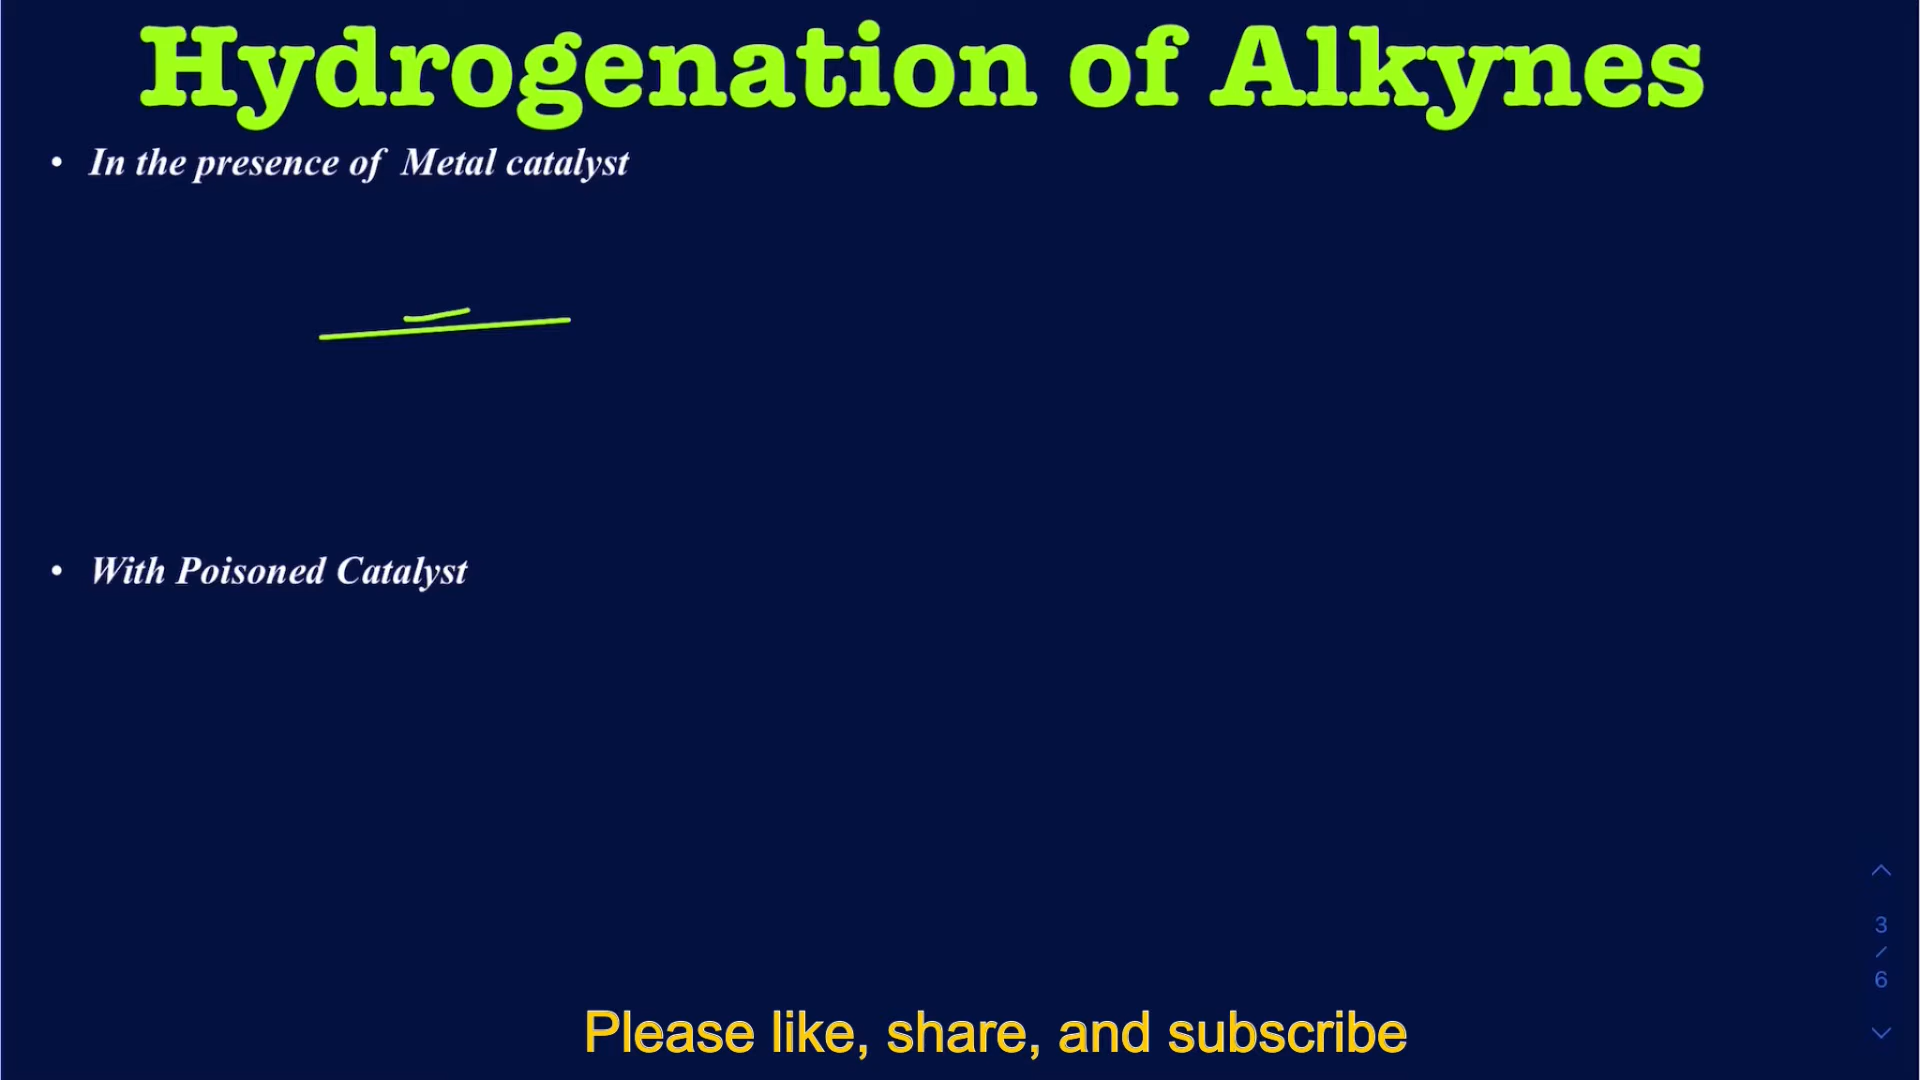 Hydrogenation of Alkynes
• In the presence of Metal catalyst
• With Poisoned Catalyst
3
/
6
Please like, share, and subscribe